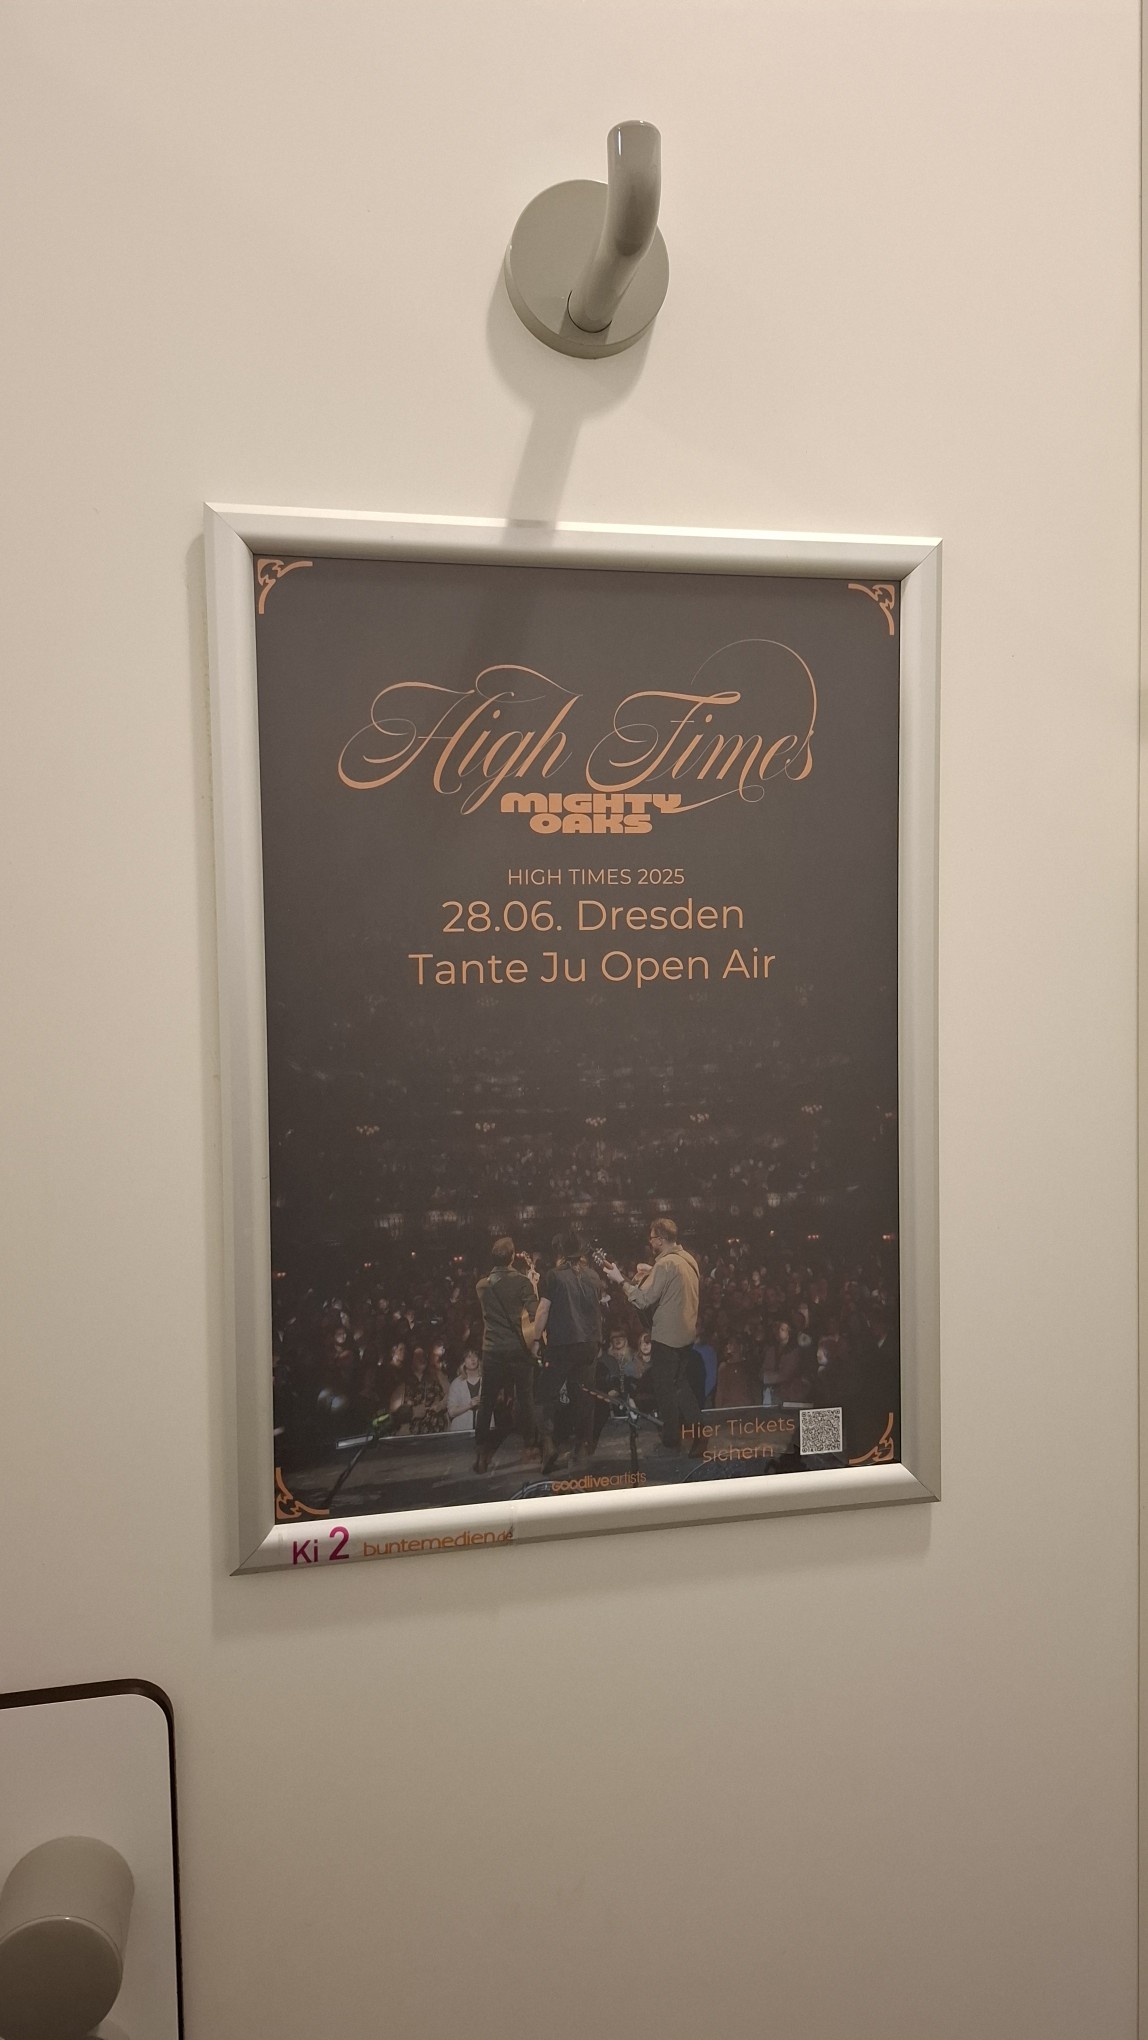 High Times
MIGHTY
OAKS
HIGH TIMES 2025
28.06. Dresden
Tante Ju Open Air
Hier Tickets
sichern
goodliveartists
Ki 2 buntemedien.de